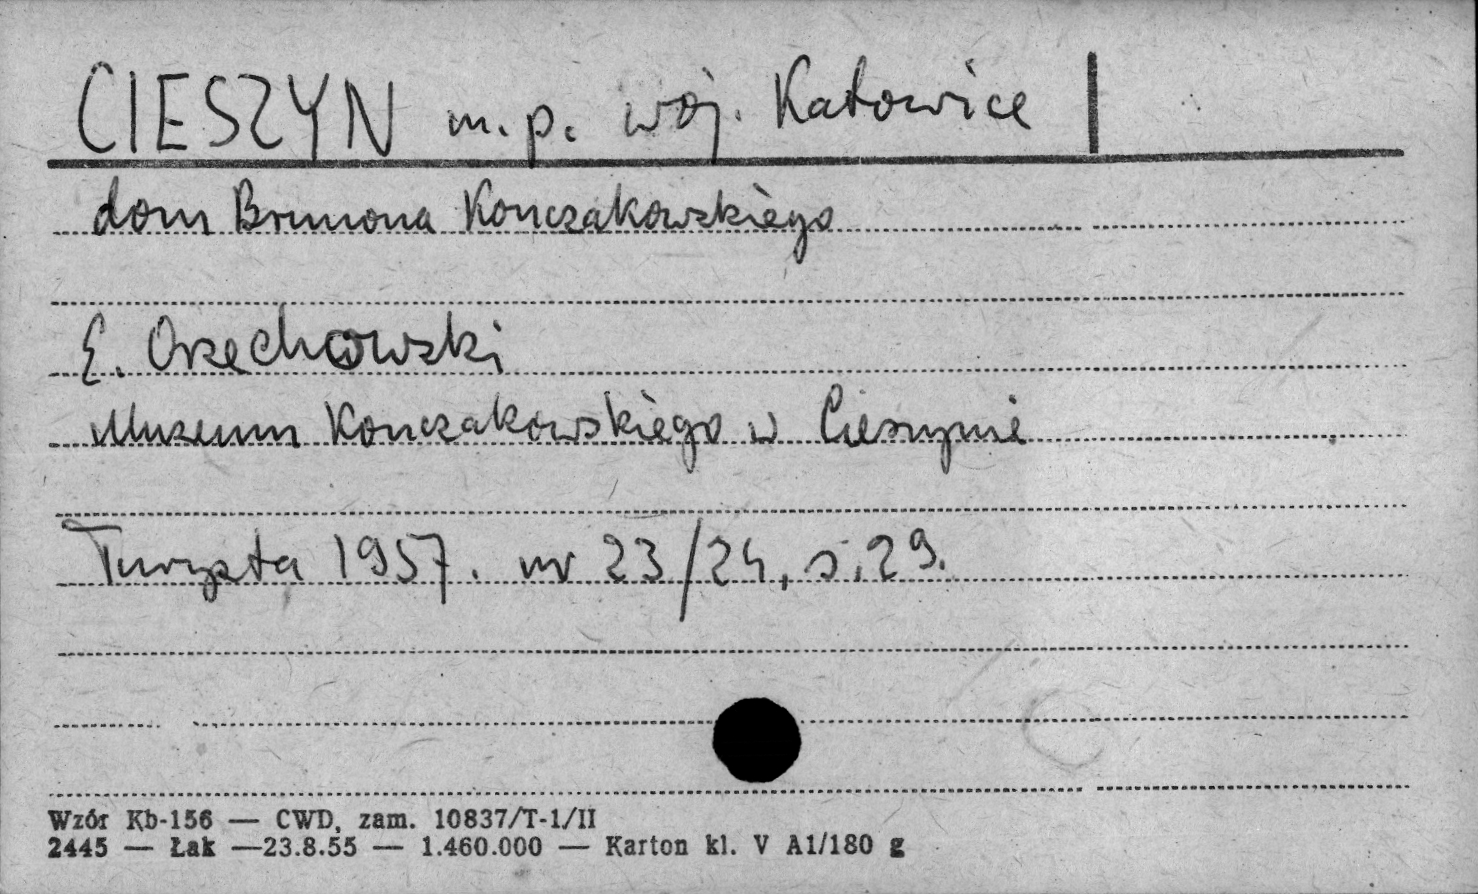 CIESZYN m.p. woj. Katowice
dom Brunona Konczakowskiego
E. Orzechowski
Muzeum Konczakowskiego w Cieszynie
Turysta 1957. nr 23/24, s. 29.
Wzór Kb-156 — CWD, zam. 10837/T-1/II
2445 — Łak —23.8.55 — 1.460.000 — Karton kl. V A1/180 g